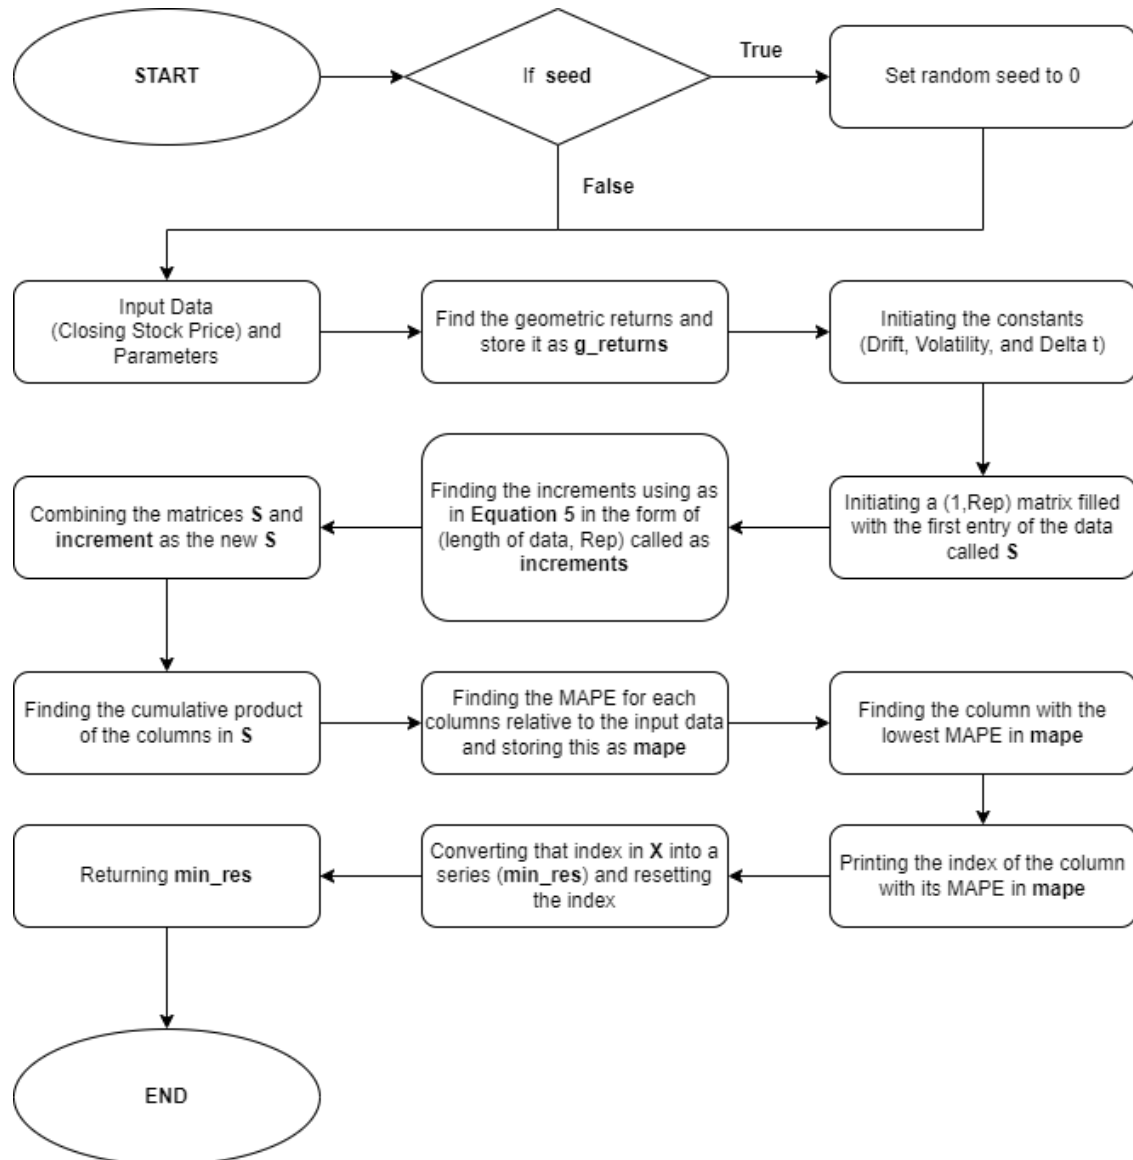 START
If seed
True
Set random seed to 0
False
Input Data
(Closing Stock Price) and
Parameters
Find the geometric returns and
store it as g_returns
Initiating the constants
(Drift, Volatility, and Delta t)
Combining the matrices S and
increment as the new S
Finding the increments using as
in Equation 5 in the form of
(length of data, Rep) called as
increments
Initiating a (1,Rep) matrix filled
with the first entry of the data
called S
Finding the cumulative product
of the columns in S
Finding the MAPE for each
columns relative to the input data
and storing this as mape
Finding the column with the
lowest MAPE in mape
Returning min_res
Converting that index in X into a
series (min_res) and resetting
the index
Printing the index of the column
with its MAPE in mape
END